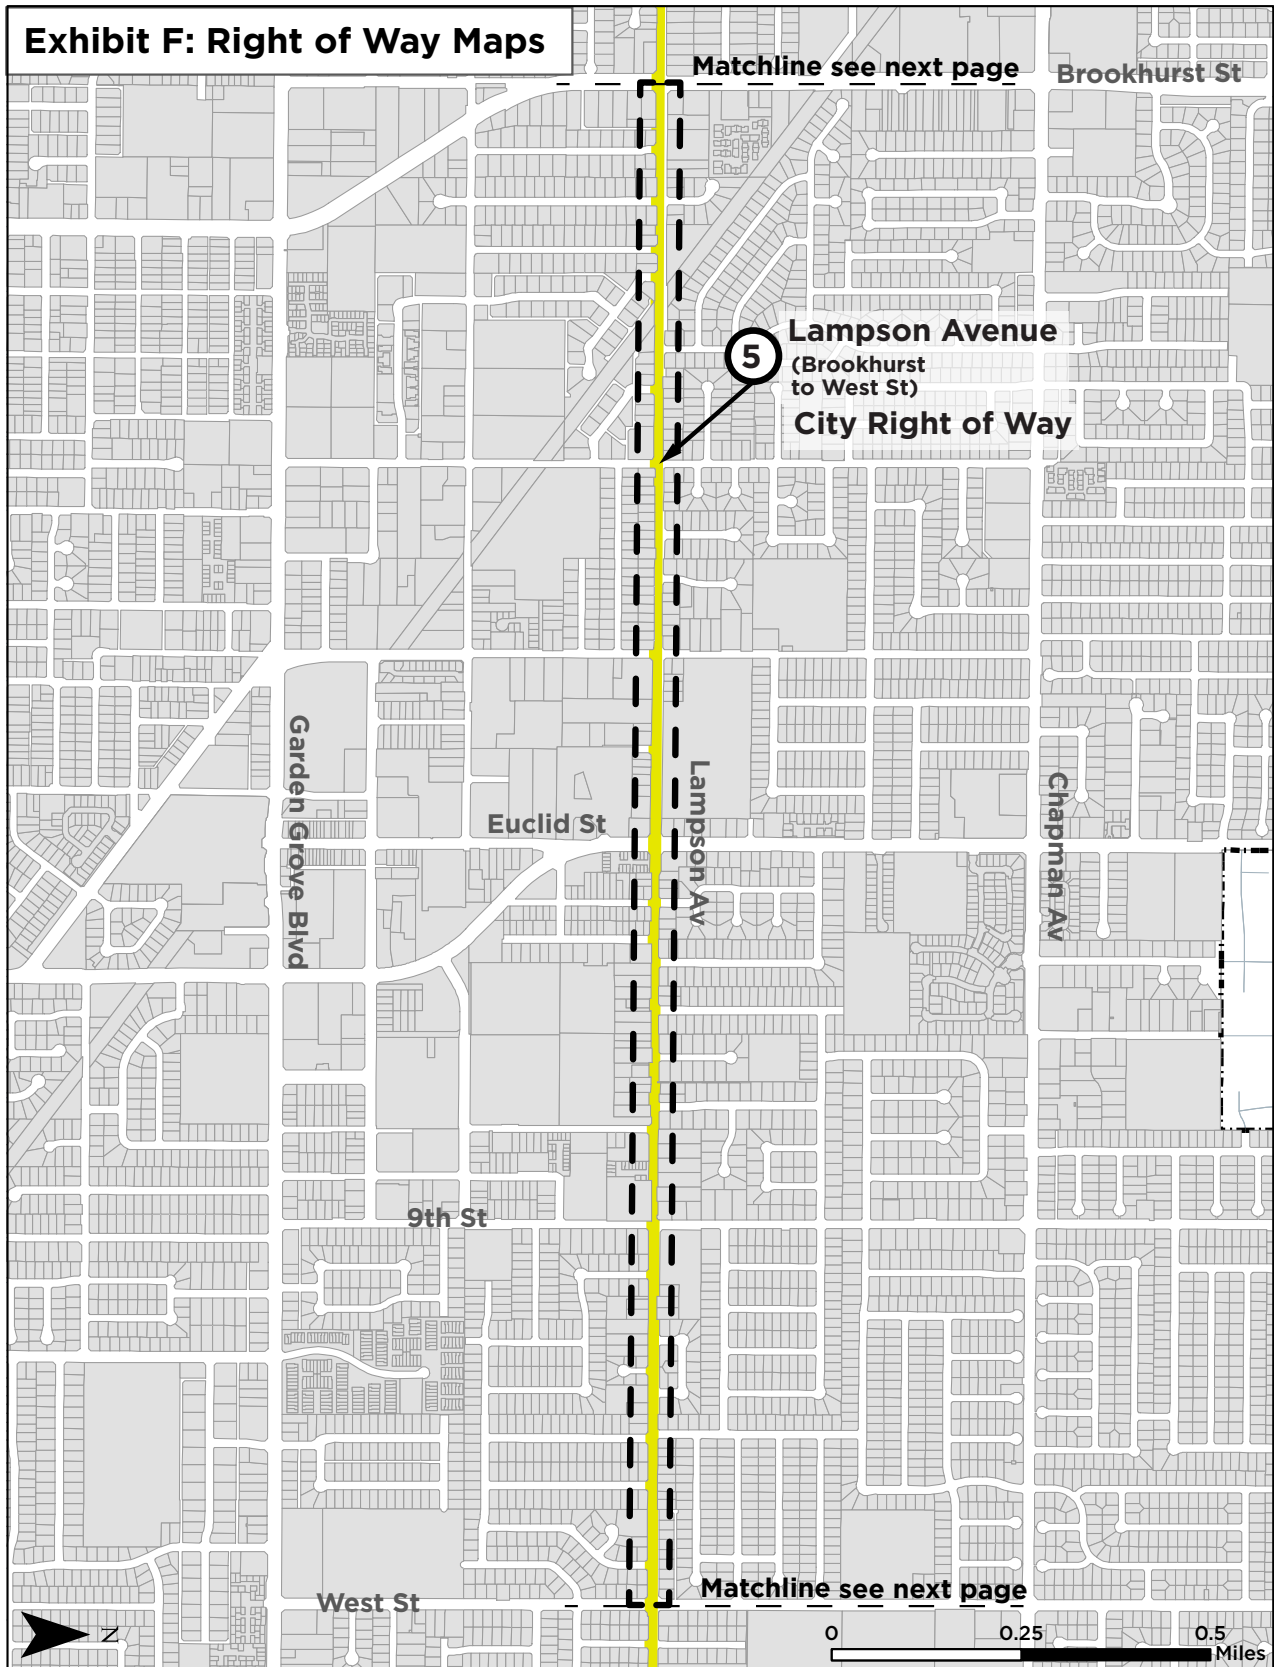 Exhibit F: Right of Way Maps
Matchline see next page
Brookhurst St
5
Lampson Avenue
(Brookhurst
to West St)
City Right of Way
Garden Grove Blvd
Euclid St
Lampson Av
Chapman Av
9th St
West St
Matchline see next page
N
0 0.25 0.5
Miles